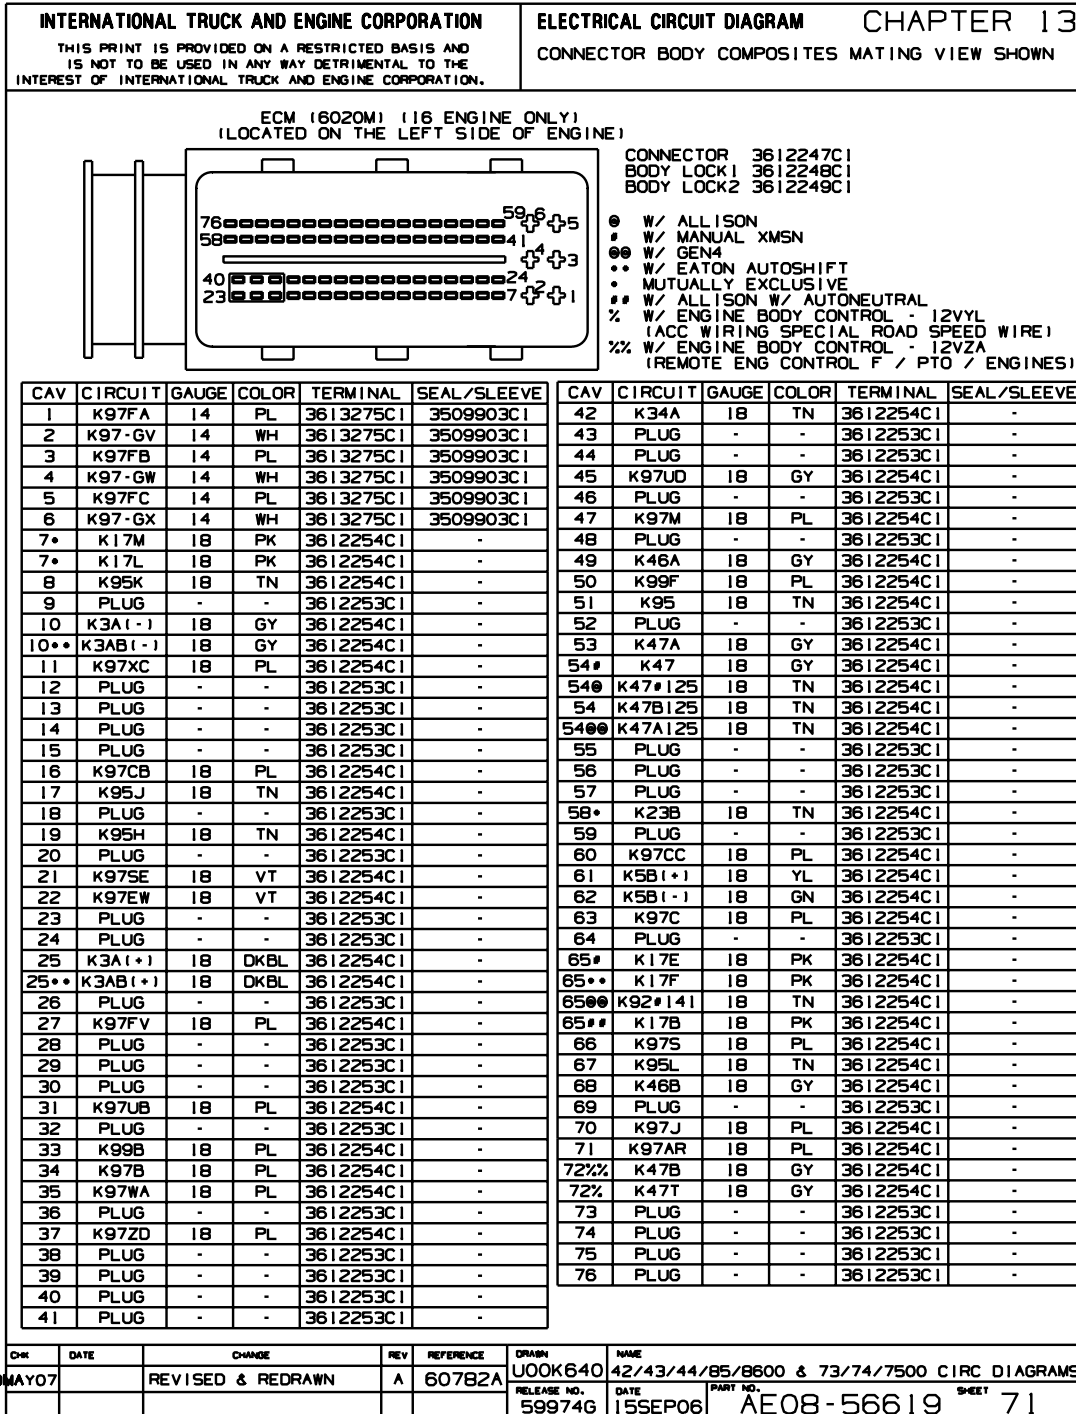 INTERNATIONAL TRUCK AND ENGINE CORPORATION
THIS PRINT IS PROVIDED ON A RESTRICTED BASIS AND
IS NOT TO BE USED IN ANY WAY DETRIMENTAL TO THE
INTEREST OF INTERNATIONAL TRUCK AND ENGINE CORPORATION.
ELECTRICAL CIRCUIT DIAGRAM CHAPTER 13
CONNECTOR BODY COMPOSITES MATING VIEW SHOWN
ECM (6020M) (I6 ENGINE ONLY)
(LOCATED ON THE LEFT SIDE OF ENGINE)
CONNECTOR 3612247C1
BODY LOCK1 3612248C1
BODY LOCK2 3612249C1
76 59 6 5
58 41
4 3
40 24
23 7 2 1
@ W/ ALLISON
# W/ MANUAL XMSN
@@ W/ GEN4
** W/ EATON AUTOSHIFT
* MUTUALLY EXCLUSIVE
## W/ ALLISON W/ AUTONEUTRAL
% W/ ENGINE BODY CONTROL - 12VYL
(ACC WIRING SPECIAL ROAD SPEED WIRE)
%% W/ ENGINE BODY CONTROL - 12VZA
(REMOTE ENG CONTROL F / PTO / ENGINES)
CAV CIRCUIT GAUGE COLOR TERMINAL SEAL/SLEEVE
1 K97FA 14 PL 3613275C1 3509903C1
2 K97-GV 14 WH 3613275C1 3509903C1
3 K97FB 14 PL 3613275C1 3509903C1
4 K97-GW 14 WH 3613275C1 3509903C1
5 K97FC 14 PL 3613275C1 3509903C1
6 K97-GX 14 WH 3613275C1 3509903C1
7* K17M 18 PK 3612254C1 -
7* K17L 18 PK 3612254C1 -
8 K95K 18 TN 3612254C1 -
9 PLUG - - 3612253C1 -
10 K3A(-) 18 GY 3612254C1 -
10** K3AB(-) 18 GY 3612254C1 -
11 K97XC 18 PL 3612254C1 -
12 PLUG - - 3612253C1 -
13 PLUG - - 3612253C1 -
14 PLUG - - 3612253C1 -
15 PLUG - - 3612253C1 -
16 K97CB 18 PL 3612254C1 -
17 K95J 18 TN 3612254C1 -
18 PLUG - - 3612253C1 -
19 K95H 18 TN 3612254C1 -
20 PLUG - - 3612253C1 -
21 K97SE 18 VT 3612254C1 -
22 K97EW 18 VT 3612254C1 -
23 PLUG - - 3612253C1 -
24 PLUG - - 3612253C1 -
25 K3A(+) 18 DKBL 3612254C1 -
25** K3AB(+) 18 DKBL 3612254C1 -
26 PLUG - - 3612253C1 -
27 K97FV 18 PL 3612254C1 -
28 PLUG - - 3612253C1 -
29 PLUG - - 3612253C1 -
30 PLUG - - 3612253C1 -
31 K97UB 18 PL 3612254C1 -
32 PLUG - - 3612253C1 -
33 K99B 18 PL 3612254C1 -
34 K97B 18 PL 3612254C1 -
35 K97WA 18 PL 3612254C1 -
36 PLUG - - 3612253C1 -
37 K97ZD 18 PL 3612254C1 -
38 PLUG - - 3612253C1 -
39 PLUG - - 3612253C1 -
40 PLUG - - 3612253C1 -
41 PLUG - - 3612253C1 -
CAV CIRCUIT GAUGE COLOR TERMINAL SEAL/SLEEVE
42 K34A 18 TN 3612254C1 -
43 PLUG - - 3612253C1 -
44 PLUG - - 3612253C1 -
45 K97UD 18 GY 3612254C1 -
46 PLUG - - 3612253C1 -
47 K97M 18 PL 3612254C1 -
48 PLUG - - 3612253C1 -
49 K46A 18 GY 3612254C1 -
50 K99F 18 PL 3612254C1 -
51 K95 18 TN 3612254C1 -
52 PLUG - - 3612253C1 -
53 K47A 18 GY 3612254C1 -
54# K47 18 GY 3612254C1 -
54@ K47#125 18 TN 3612254C1 -
54 K47B125 18 TN 3612254C1 -
54@@ K47A125 18 TN 3612254C1 -
55 PLUG - - 3612253C1 -
56 PLUG - - 3612253C1 -
57 PLUG - - 3612253C1 -
58* K23B 18 TN 3612254C1 -
59 PLUG - - 3612253C1 -
60 K97CC 18 PL 3612254C1 -
61 K5B(+) 18 YL 3612254C1 -
62 K5B(-) 18 GN 3612254C1 -
63 K97C 18 PL 3612254C1 -
64 PLUG - - 3612253C1 -
65# K17E 18 PK 3612254C1 -
65** K17F 18 PK 3612254C1 -
65@@ K92#141 18 TN 3612254C1 -
65## K17B 18 PK 3612254C1 -
66 K97S 18 PL 3612254C1 -
67 K95L 18 TN 3612254C1 -
68 K46B 18 GY 3612254C1 -
69 PLUG - - 3612253C1 -
70 K97J 18 PL 3612254C1 -
71 K97AR 18 PL 3612254C1 -
72%% K47B 18 GY 3612254C1 -
72% K47T 18 GY 3612254C1 -
73 PLUG - - 3612253C1 -
74 PLUG - - 3612253C1 -
75 PLUG - - 3612253C1 -
76 PLUG - - 3612253C1 -
CHK DATE CHANGE REV REFERENCE DRAWN NAME
MAY07 REVISED & REDRAWN A 60782A U00K640 42/43/44/85/8600 & 73/74/7500 CIRC DIAGRAMS
RELEASE NO. DATE PART NO. SHEET
59974G 15SEP06 AE08-56619 71